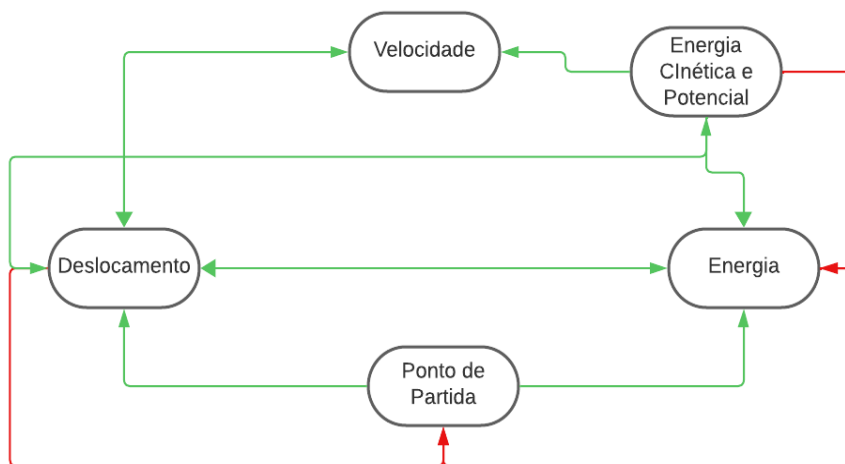 Velocidade
Energia
CInética e
Potencial
Deslocamento
Energia
Ponto de
Partida